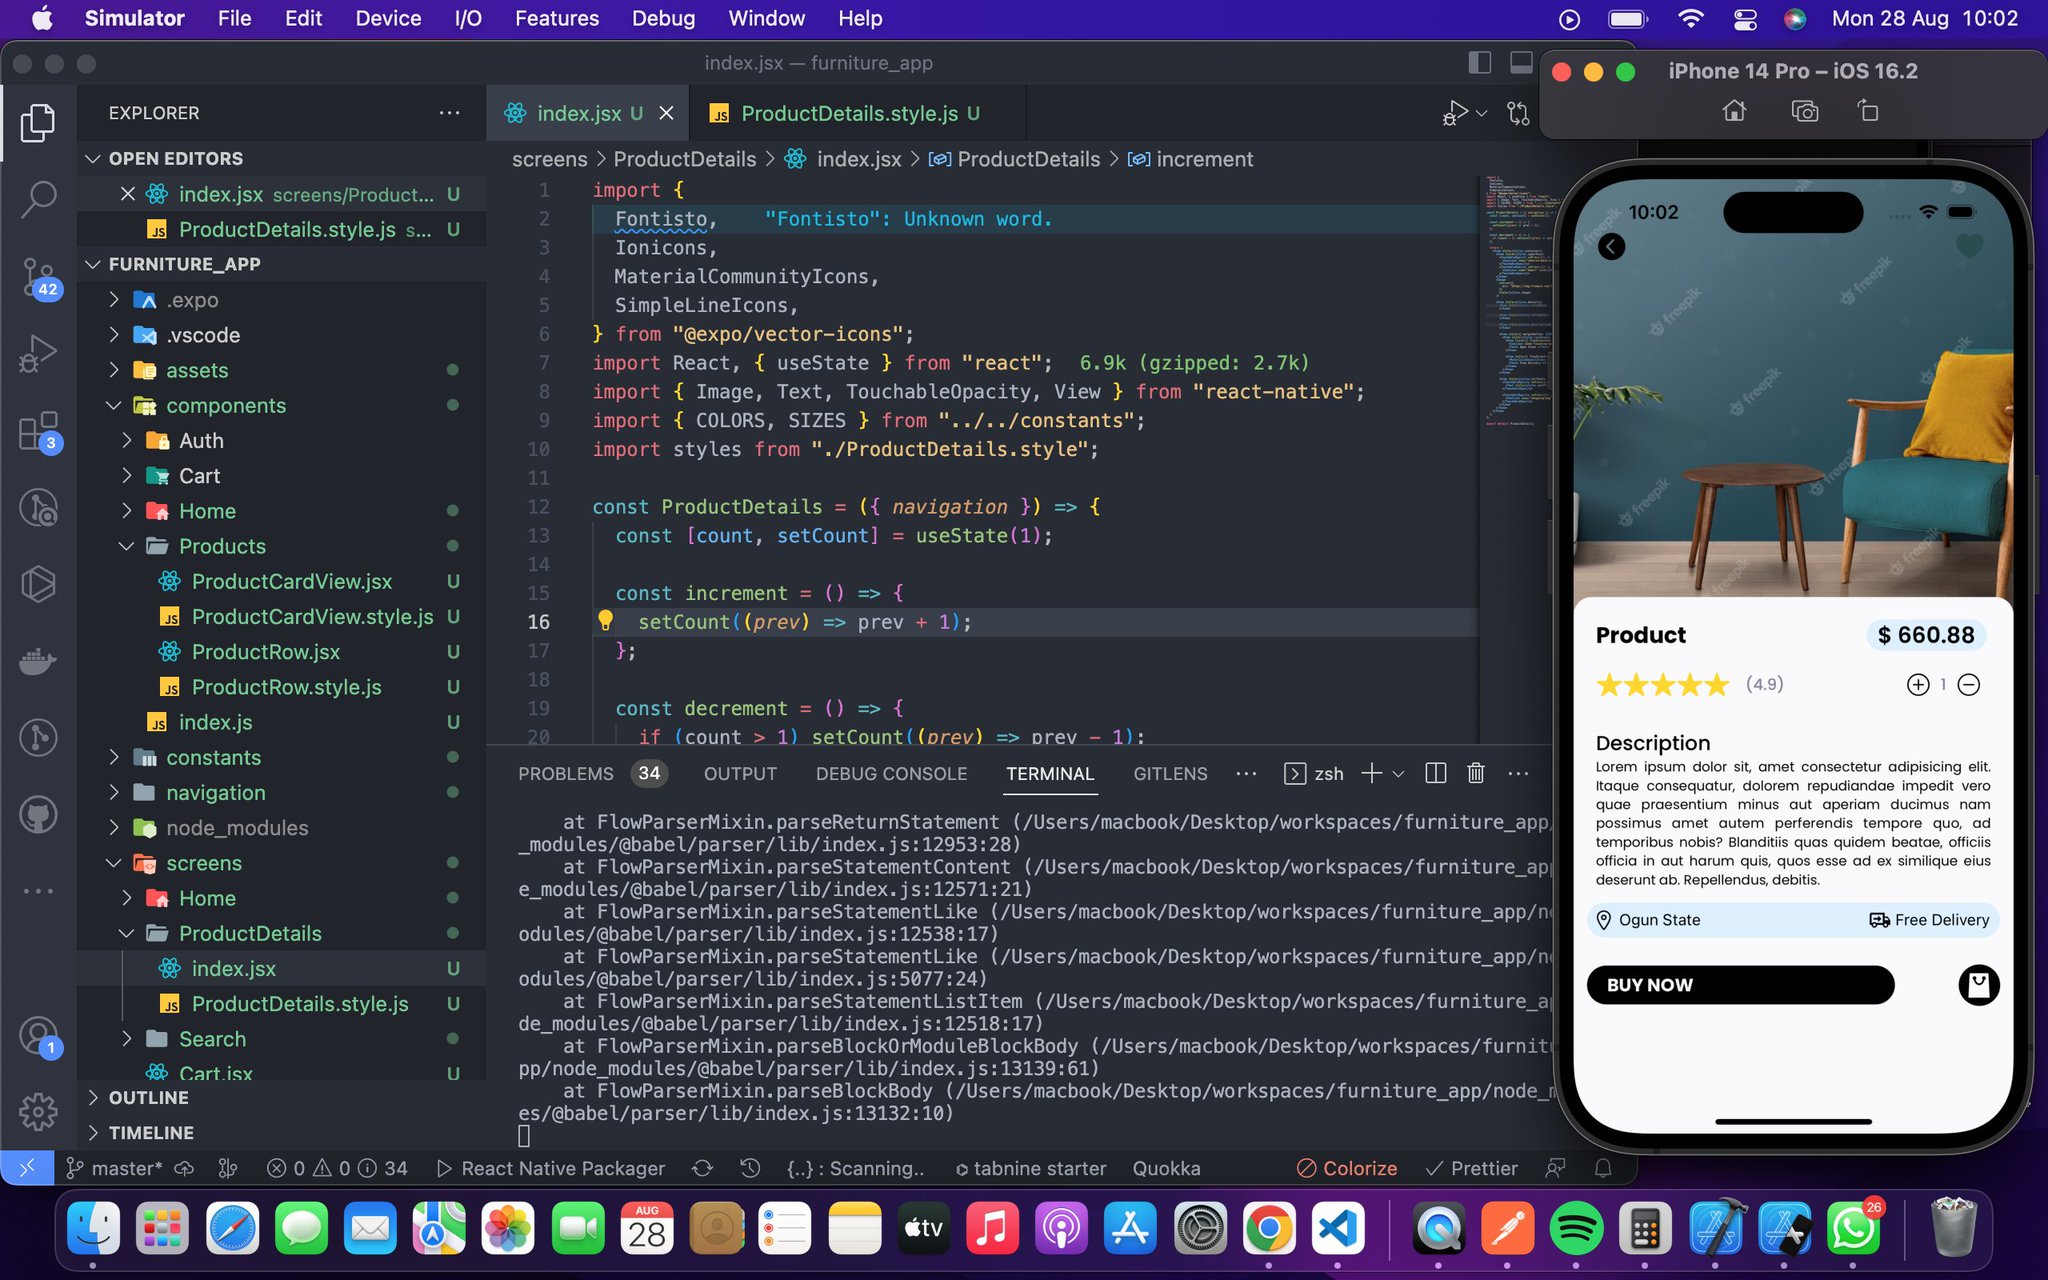 Simulator File Edit Device I/O Features Debug Window Help
Mon 28 Aug 10:02
index.jsx — furniture_app
EXPLORER
OPEN EDITORS
index.jsx screens/Product... U
ProductDetails.style.js s... U
FURNITURE_APP
42
.expo
.vscode
assets
components
3
Auth
Cart
Home
Products
ProductCardView.jsx U
ProductCardView.style.js U
ProductRow.jsx U
ProductRow.style.js U
index.js U
constants
navigation
node_modules
screens
Home
ProductDetails
index.jsx U
ProductDetails.style.js U
1
Search
Cart.jsx U
OUTLINE
TIMELINE
index.jsx U
JS ProductDetails.style.js U
screens > ProductDetails > index.jsx > ProductDetails > increment
1 import {
2 Fontisto, "Fontisto": Unknown word.
3 Ionicons,
4 MaterialCommunityIcons,
5 SimpleLineIcons,
6 } from "@expo/vector-icons";
7 import React, { useState } from "react"; 6.9k (gzipped: 2.7k)
8 import { Image, Text, TouchableOpacity, View } from "react-native";
9 import { COLORS, SIZES } from "../../constants";
10 import styles from "./ProductDetails.style";
11
12 const ProductDetails = ({ navigation }) => {
13 const [count, setCount] = useState(1);
14
15 const increment = () => {
16 setCount((prev) => prev + 1);
17 };
18
19 const decrement = () => {
20 if (count > 1) setCount((prev) => prev - 1);
PROBLEMS 34 OUTPUT DEBUG CONSOLE TERMINAL GITLENS ... zsh
at FlowParserMixin.parseReturnStatement (/Users/macbook/Desktop/workspaces/furniture_app/
_modules/@babel/parser/lib/index.js:12953:28)
at FlowParserMixin.parseStatementContent (/Users/macbook/Desktop/workspaces/furniture_app
e_modules/@babel/parser/lib/index.js:12571:21)
at FlowParserMixin.parseStatementLike (/Users/macbook/Desktop/workspaces/furniture_app/no
odules/@babel/parser/lib/index.js:12538:17)
at FlowParserMixin.parseStatementLike (/Users/macbook/Desktop/workspaces/furniture_app/no
odules/@babel/parser/lib/index.js:5077:24)
at FlowParserMixin.parseStatementListItem (/Users/macbook/Desktop/workspaces/furniture_ap
de_modules/@babel/parser/lib/index.js:12518:17)
at FlowParserMixin.parseBlockOrModuleBlockBody (/Users/macbook/Desktop/workspaces/furnitu
pp/node_modules/@babel/parser/lib/index.js:13139:61)
at FlowParserMixin.parseBlockBody (/Users/macbook/Desktop/workspaces/furniture_app/node_m
es/@babel/parser/lib/index.js:13132:10)
master* 0 0 34 React Native Packager {..} : Scanning.. tabnine starter Quokka Colorize Prettier
iPhone 14 Pro – iOS 16.2
10:02
freepik
freepik
freepik
freepik
freepik
freepik
freepik
freepik
Product $ 660.88
(4.9) 1
Description
Lorem ipsum dolor sit, amet consectetur adipisicing elit.
Itaque consequatur, dolorem repudiandae impedit vero
quae praesentium minus aut aperiam ducimus nam
possimus amet autem perferendis tempore quo, ad
temporibus nobis? Blanditiis quas quidem beatae, officiis
officia in aut harum quis, quos esse ad ex similique eius
deserunt ab. Repellendus, debitis.
Ogun State Free Delivery
BUY NOW
AUG
28
tv
26